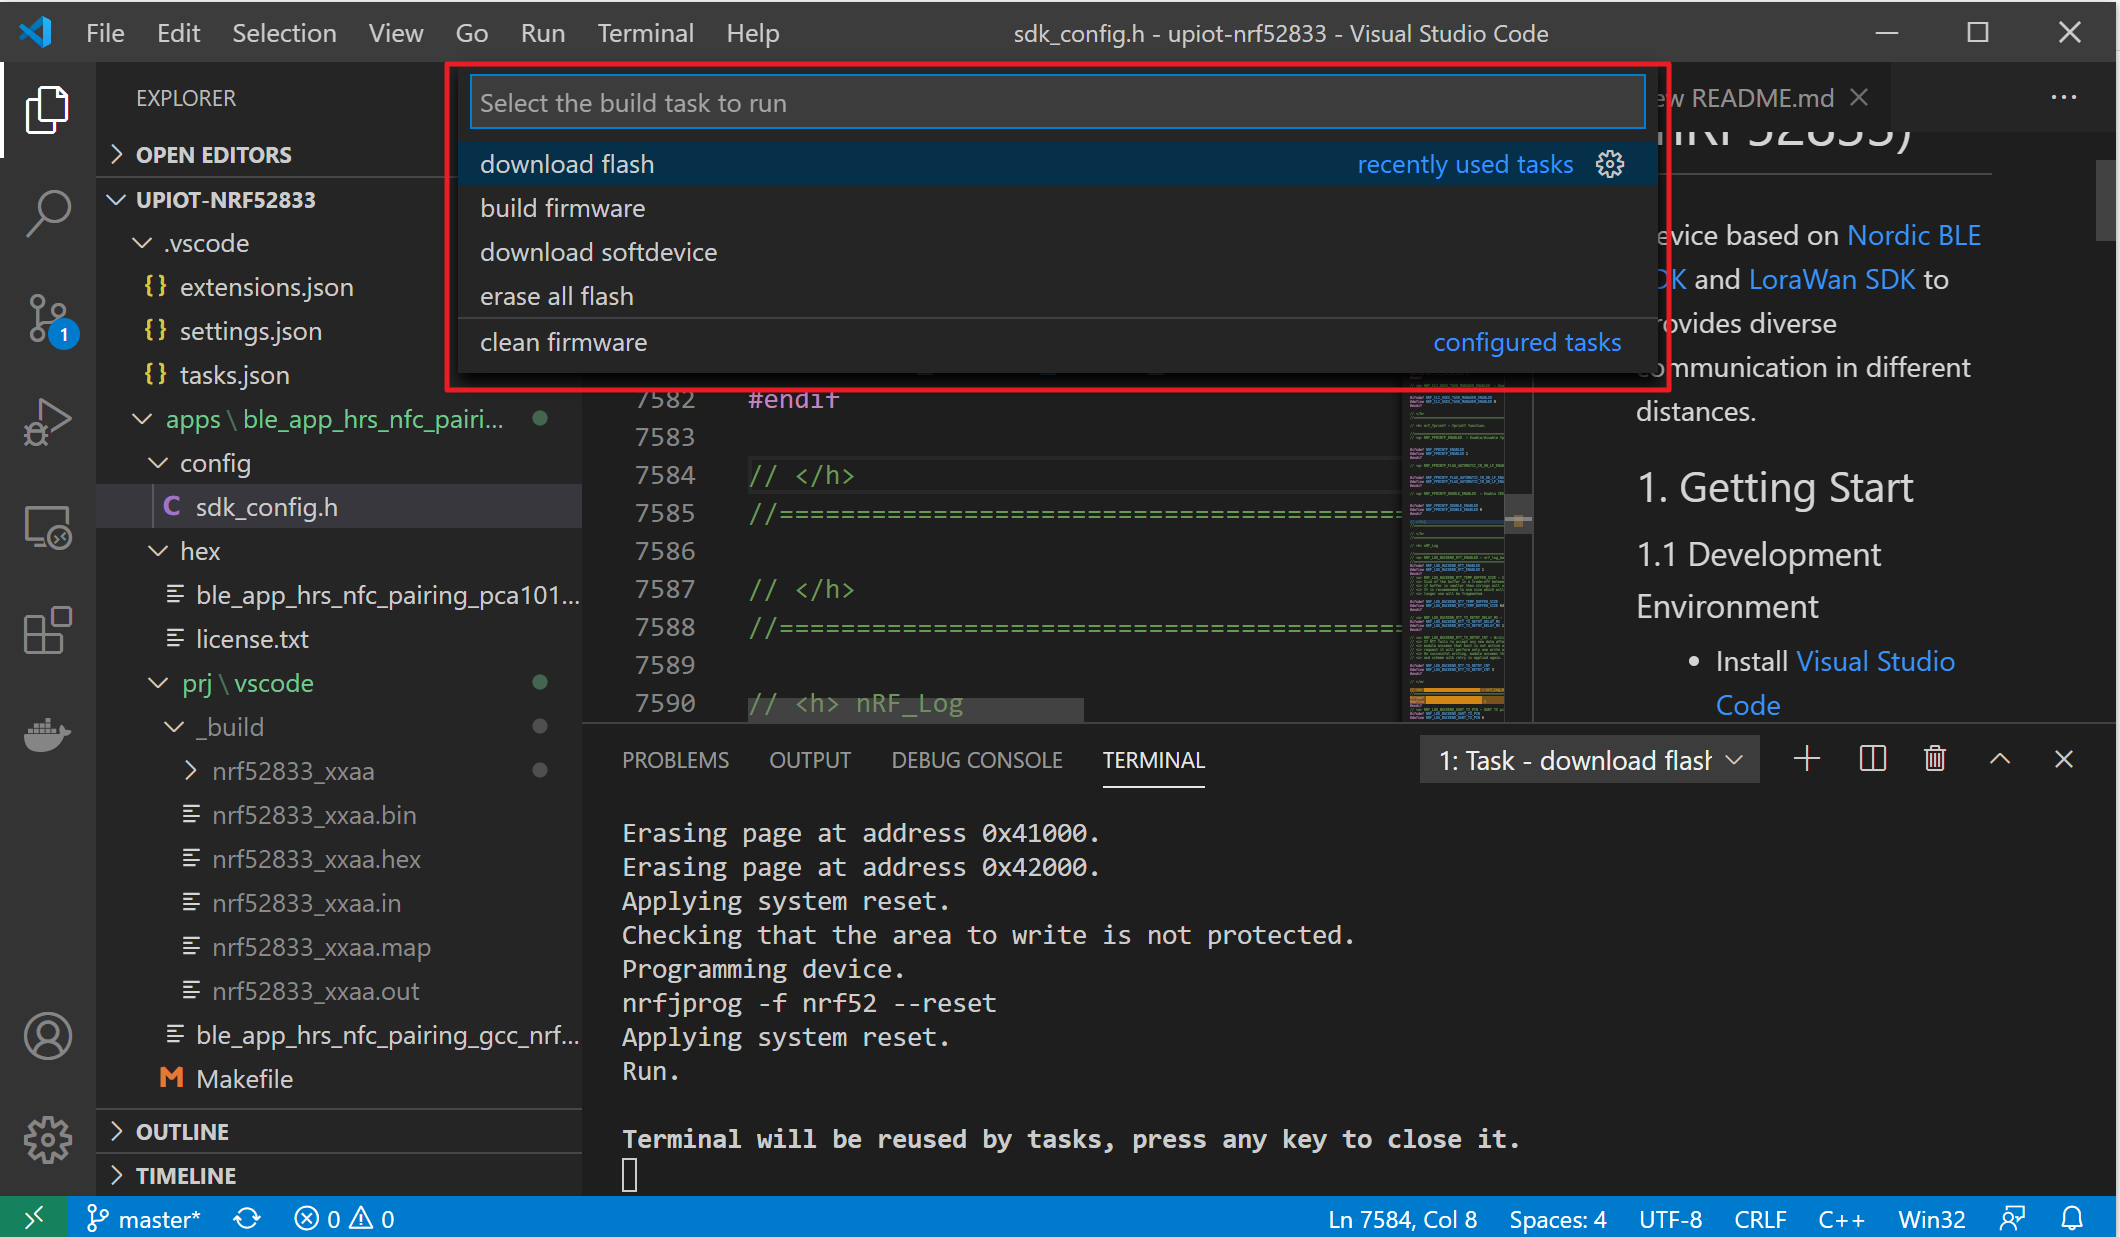 File Edit Selection View Go Run Terminal Help
sdk_config.h - upiot-nrf52833 - Visual Studio Code
EXPLORER
OPEN EDITORS
UPIOT-NRF52833
.vscode
extensions.json
settings.json
tasks.json
apps \ ble_app_hrs_nfc_pairi...
config
C sdk_config.h
hex
ble_app_hrs_nfc_pairing_pca101...
license.txt
prj \ vscode
_build
nrf52833_xxaa
nrf52833_xxaa.bin
nrf52833_xxaa.hex
nrf52833_xxaa.in
nrf52833_xxaa.map
nrf52833_xxaa.out
ble_app_hrs_nfc_pairing_gcc_nrf...
M Makefile
OUTLINE
TIMELINE
1
Select the build task to run
download flash recently used tasks
build firmware
download softdevice
erase all flash
clean firmware configured tasks
7582 #endif
7583
7584 // </h>
7585 //========================================
7586
7587 // </h>
7588 //========================================
7589
7590 // <h> nRF_Log
README.md
evice based on Nordic BLE
DK and LoraWan SDK to
rovides diverse
ommunication in different
distances.
1. Getting Start
1.1 Development
Environment
• Install Visual Studio
Code
PROBLEMS OUTPUT DEBUG CONSOLE TERMINAL
1: Task - download flash
Erasing page at address 0x41000.
Erasing page at address 0x42000.
Applying system reset.
Checking that the area to write is not protected.
Programming device.
nrfjprog -f nrf52 --reset
Applying system reset.
Run.
Terminal will be reused by tasks, press any key to close it.
master* 0 0
Ln 7584, Col 8 Spaces: 4 UTF-8 CRLF C++ Win32